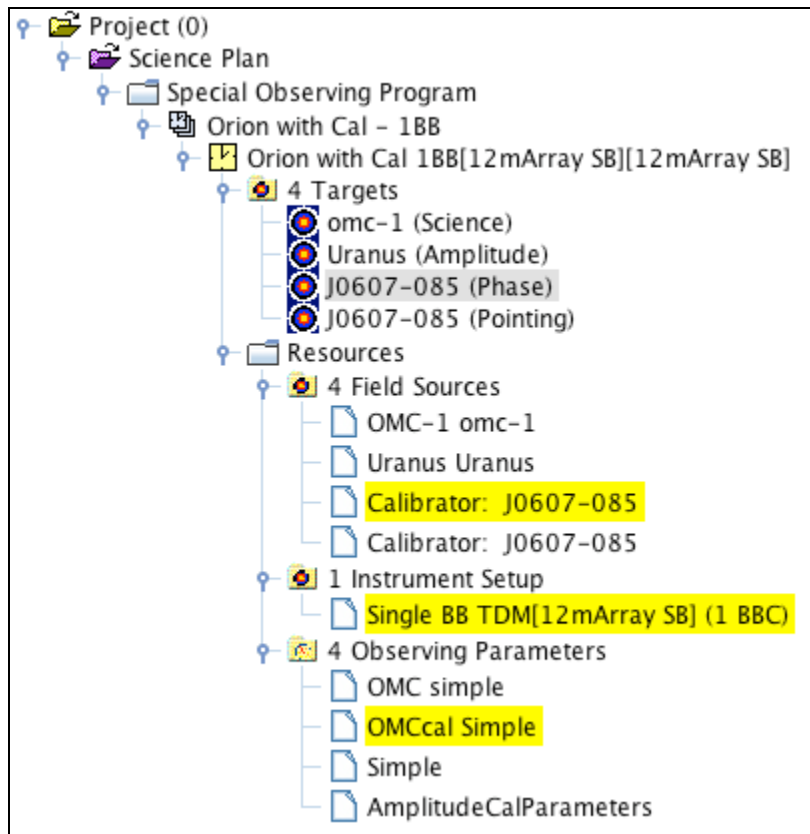 Project (0)
Science Plan
Special Observing Program
Orion with Cal - 1BB
Orion with Cal 1BB[12mArray SB][12mArray SB]
4 Targets
omc-1 (Science)
Uranus (Amplitude)
J0607-085 (Phase)
J0607-085 (Pointing)
Resources
4 Field Sources
OMC-1 omc-1
Uranus Uranus
Calibrator: J0607-085
Calibrator: J0607-085
1 Instrument Setup
Single BB TDM[12mArray SB] (1 BBC)
4 Observing Parameters
OMC simple
OMCcal Simple
Simple
AmplitudeCalParameters